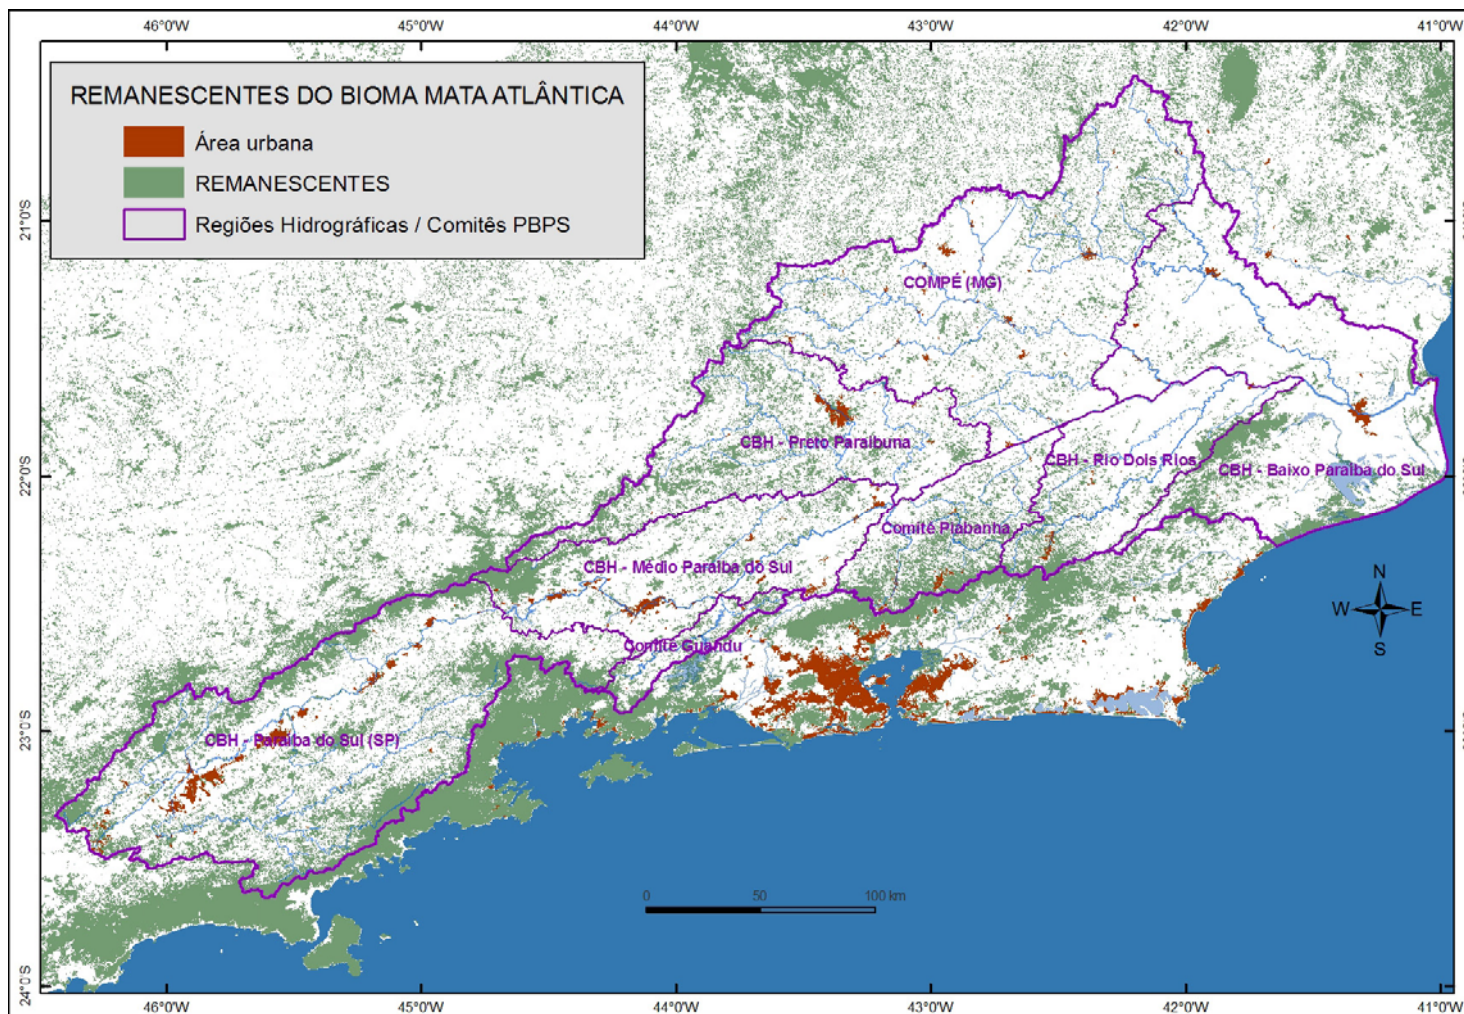 46°0'W 45°0'W 44°0'W 43°0'W 42°0'W 41°0'W
REMANESCENTES DO BIOMA MATA ATLÂNTICA
Área urbana
REMANESCENTES
Regiões Hidrográficas / Comitês PBPS
21°0'S
22°0'S
23°0'S
24°0'S
COMPÉ (MG)
CBH - Preto Paraibuna
CBH - Rio Dois Rios
CBH - Baixo Paraíba do Sul
Comitê Piabanha
CBH - Médio Paraíba do Sul
Comitê Guandu
CBH - Paraíba do Sul (SP)
N
W E
S
0 50 100 km
46°0'W 45°0'W 44°0'W 43°0'W 42°0'W 41°0'W